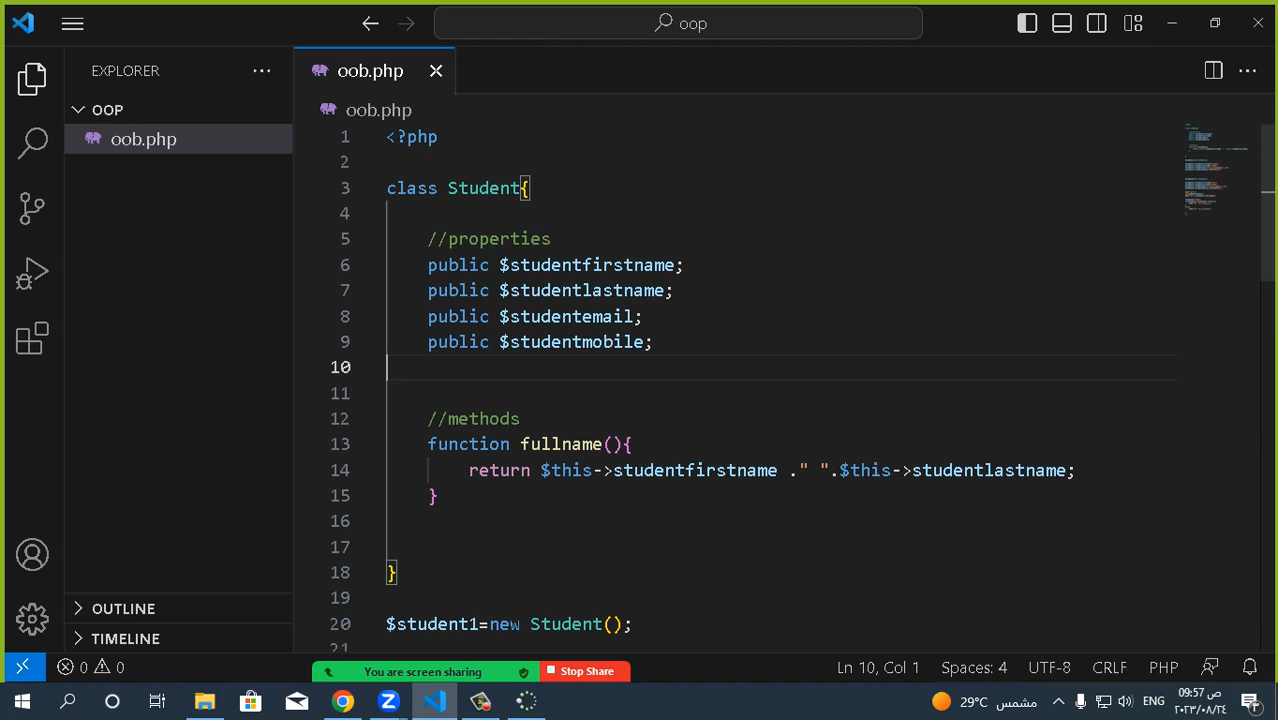 oop
EXPLORER
oob.php
OOP
oob.php
oob.php
1 <?php
2
3 class Student{
4
5 //properties
6 public $studentfirstname;
7 public $studentlastname;
8 public $studentemail;
9 public $studentmobile;
10
11
12 //methods
13 function fullname(){
14 return $this->studentfirstname ." ".$this->studentlastname;
15 }
16
17
18 }
19
20 $student1=new Student();
21
OUTLINE
TIMELINE
0 0
You are screen sharing Stop Share
Ln 10, Col 1 Spaces: 4 UTF-8 CRLF PHP
29°C مشمس
ENG
09:57 ص
٢٠٢٣/٠٨/٢٤